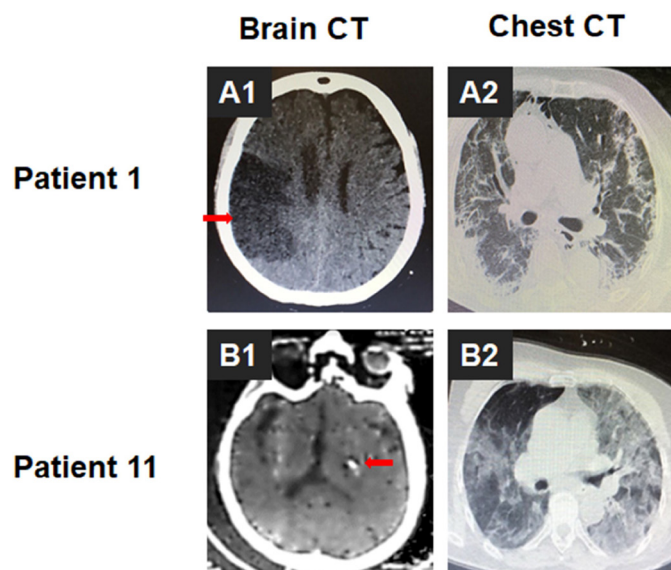 Brain CT Chest CT
A1 A2
Patient 1
B1 B2
Patient 11